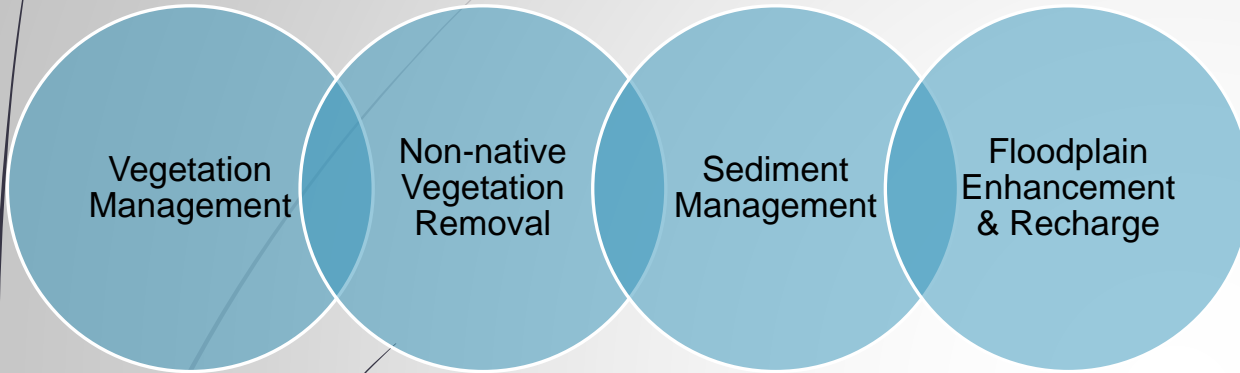 Vegetation
Management
Non-native
Vegetation
Removal
Sediment
Management
Floodplain
Enhancement
& Recharge